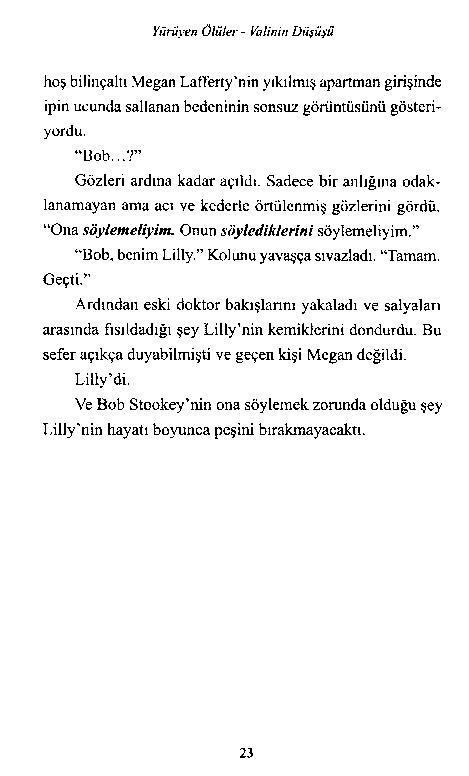 Yürüyen Ölüler - Valinin Düşüşü
hoş bilinçaltı Megan Lafferty'nin yıkılmış apartman girişinde
ipin ucunda sallanan bedeninin sonsuz görüntüsünü gösteri-
yordu.
“Bob...?”
Gözleri ardına kadar açıldı. Sadece bir anlığına odak-
lanamayan ama acı ve kederle örtülenmiş gözlerini gördü.
“Ona söylemeliyim. Onun söylediklerini söylemeliyim.”
“Bob, benim Lilly.” Kolunu yavaşça sıvazladı. “Tamam.
Geçti.”
Ardından eski doktor bakışlarını yakaladı ve salyaları
arasında fısıldadığı şey Lilly'nin kemiklerini dondurdu. Bu
sefer açıkça duyabilmişti ve geçen kişi Megan değildi.
Lilly'di.
Ve Bob Stookey'nin ona söylemek zorunda olduğu şey
Lilly'nin hayatı boyunca peşini bırakmayacaktı.
23